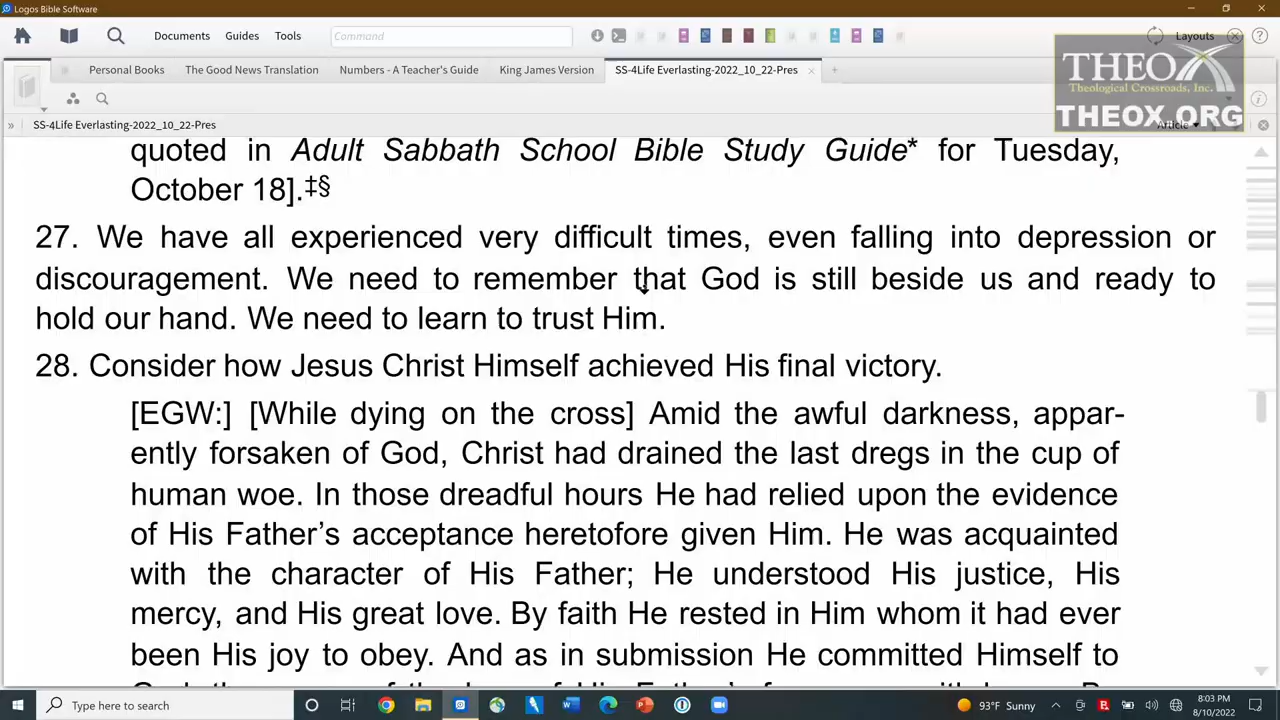 Logos Bible Software
Documents Guides Tools Command Layouts
Personal Books The Good News Translation Numbers - A Teacher's Guide King James Version SS-4Life Everlasting-2022_10_22-Pres
THEOX
Theological Crossroads, Inc.
THEOX.ORG
SS-4Life Everlasting-2022_10_22-Pres Article
quoted in Adult Sabbath School Bible Study Guide* for Tuesday,
October 18].‡§
27. We have all experienced very difficult times, even falling into depression or
discouragement. We need to remember that God is still beside us and ready to
hold our hand. We need to learn to trust Him.
28. Consider how Jesus Christ Himself achieved His final victory.
[EGW:] [While dying on the cross] Amid the awful darkness, appar-
ently forsaken of God, Christ had drained the last dregs in the cup of
human woe. In those dreadful hours He had relied upon the evidence
of His Father's acceptance heretofore given Him. He was acquainted
with the character of His Father; He understood His justice, His
mercy, and His great love. By faith He rested in Him whom it had ever
been His joy to obey. And as in submission He committed Himself to
Type here to search
93°F Sunny
8:03 PM
8/10/2022